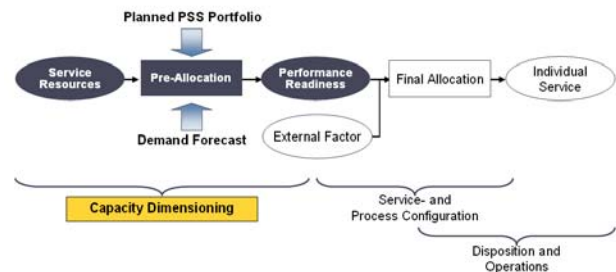 Planned PSS Portfolio
Service
Resources
Pre-Allocation
Performance
Readiness
Final Allocation
Individual
Service
Demand Forecast
External Factor
Capacity Dimensioning
Service- and
Process Configuration
Disposition and
Operations